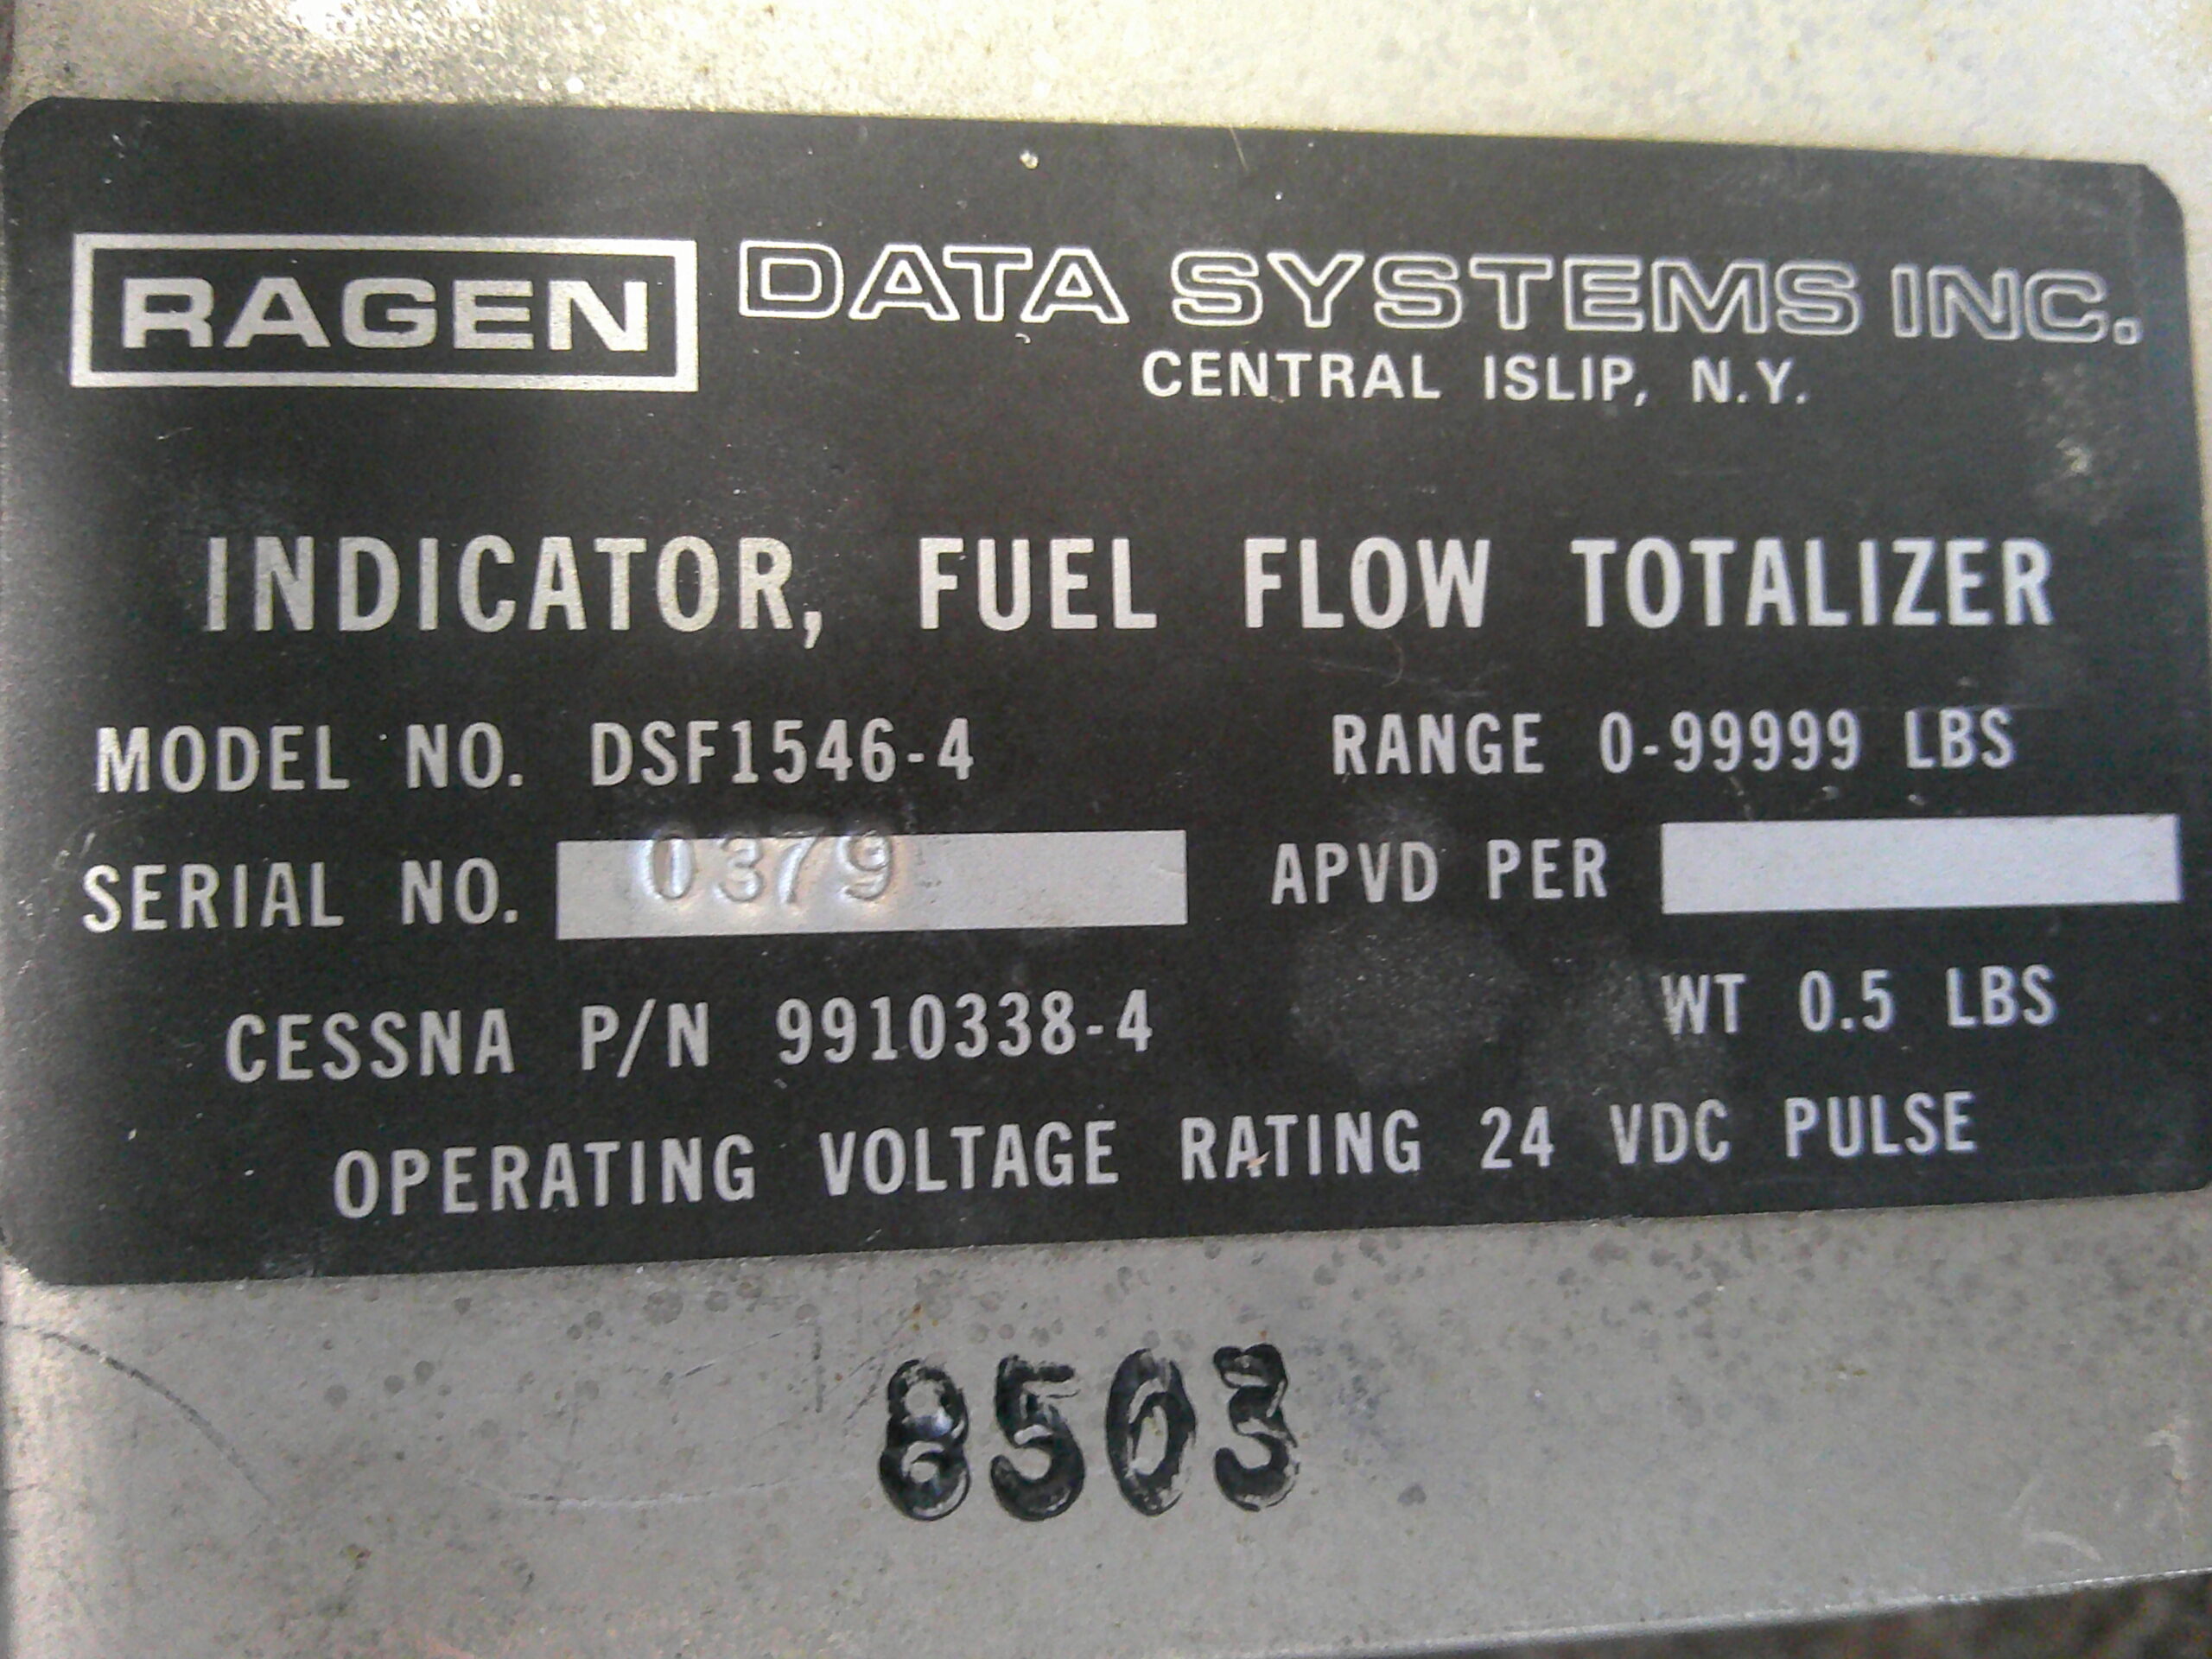 RAGEN DATA SYSTEMS INC.
CENTRAL ISLIP, N.Y.
INDICATOR, FUEL FLOW TOTALIZER
MODEL NO. DSF1546-4 RANGE 0-99999 LBS
SERIAL NO. 0379 APVD PER
CESSNA P/N 9910338-4 WT 0.5 LBS
OPERATING VOLTAGE RATING 24 VDC PULSE
8503